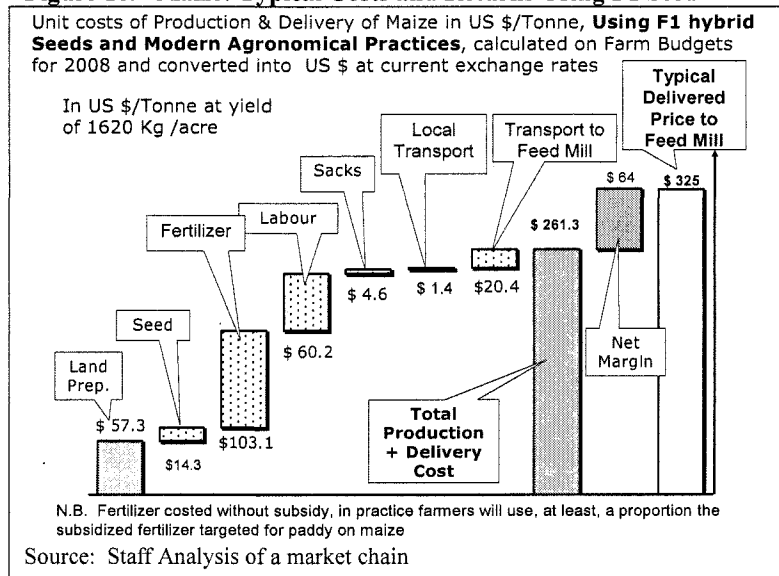 Unit costs of Production & Delivery of Maize in US $/Tonne, Using F1 hybrid
Seeds and Modern Agronomical Practices, calculated on Farm Budgets
for 2008 and converted into US $ at current exchange rates
In US $/Tonne at yield
of 1620 Kg /acre
Typical
Delivered
Price to
Feed Mill
Local
Transport
Transport to
Feed Mill
Sacks
Labour
Fertilizer
Seed
Land
Prep.
$ 57.3
$14.3
$103.1
$ 60.2
$ 4.6
$ 1.4
$20.4
$ 261.3
$ 64
$ 325
Net
Margin
Total
Production
+ Delivery
Cost
N.B. Fertilizer costed without subsidy, in practice farmers will use, at least, a proportion the
subsidized fertilizer targeted for paddy on maize
Source: Staff Analysis of a market chain